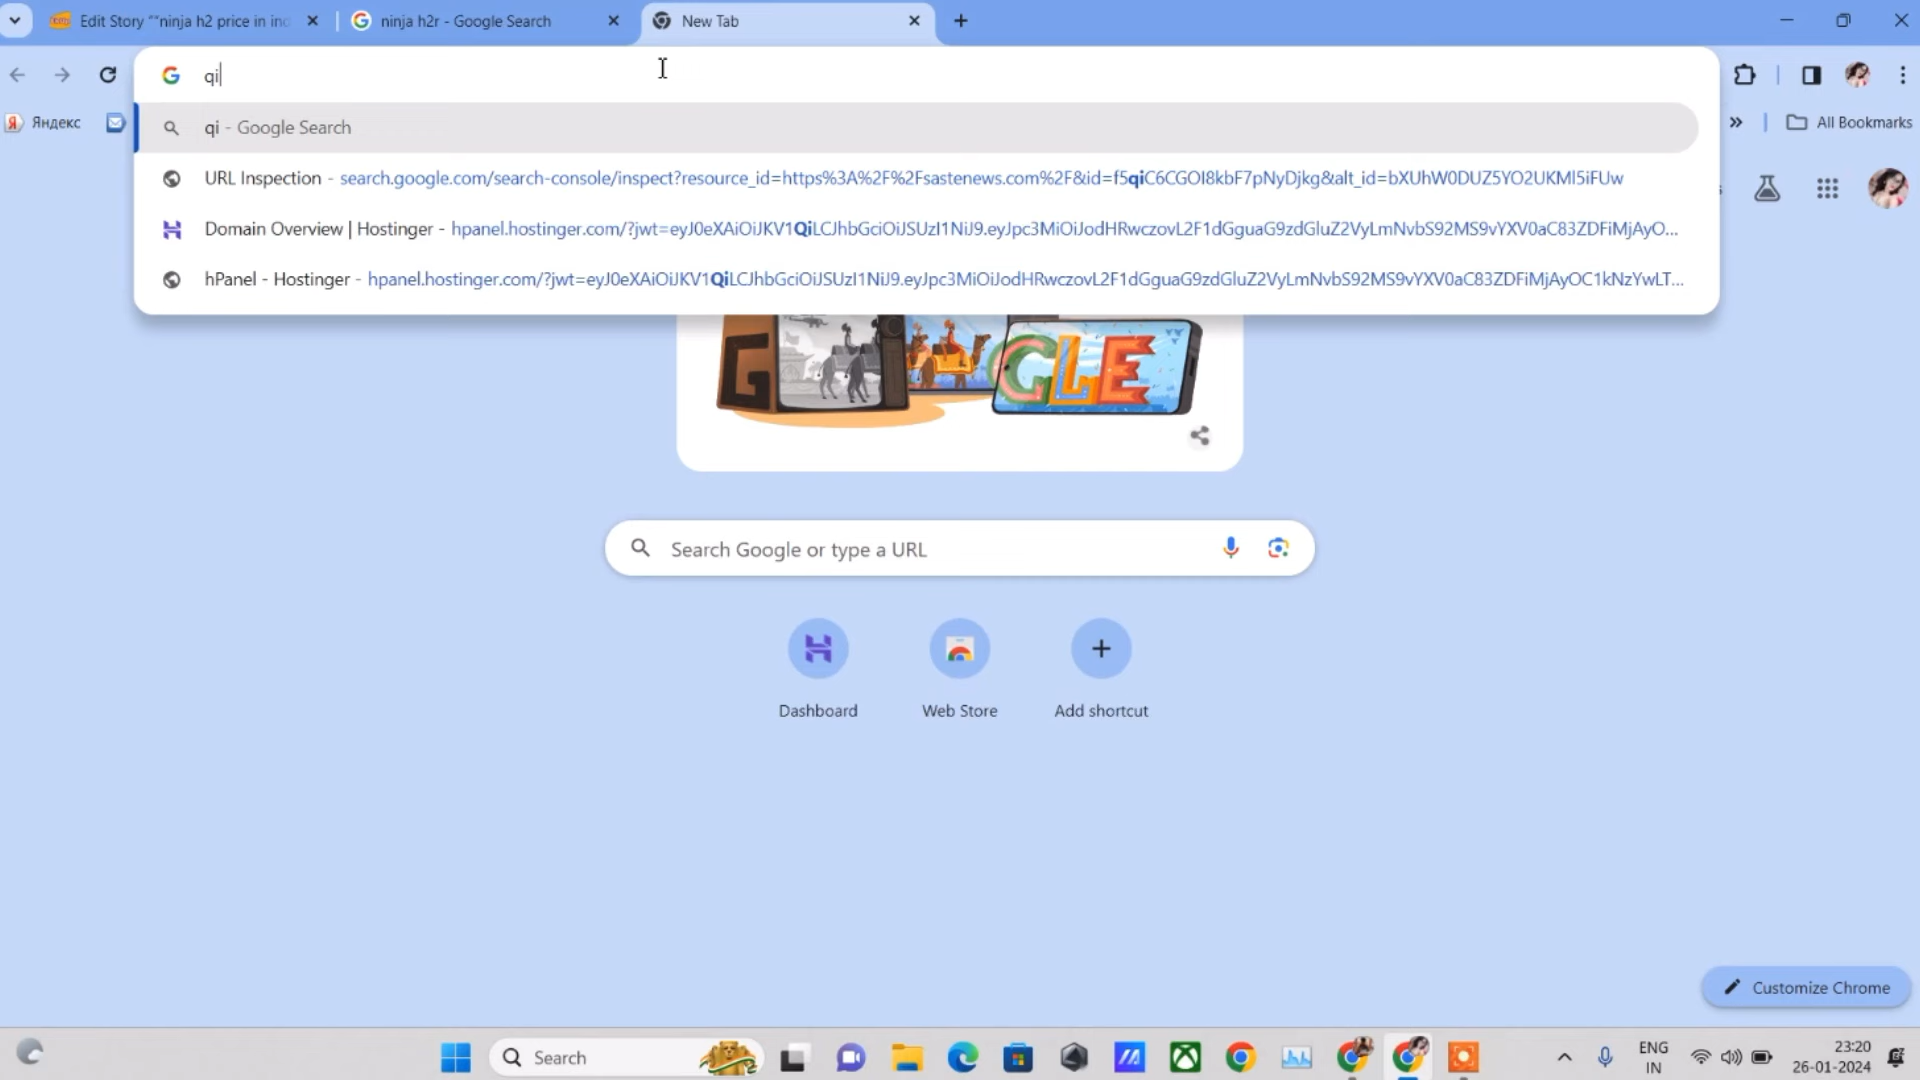 Edit Story ""ninja h2 price in ind
ninja h2r - Google Search
New Tab
qi
Яндекс
All Bookmarks
qi - Google Search
URL Inspection - search.google.com/search-console/inspect?resource_id=https%3A%2F%2Fsastenews.com%2F&id=f5qiC6CGOI8kbF7pNyDjkg&alt_id=bXUhW0DUZ5YO2UKMl5iFUw
Domain Overview | Hostinger - hpanel.hostinger.com/?jwt=eyJ0eXAiOiJKV1QiLCJhbGciOiJSUzI1NiJ9.eyJpc3MiOiJodHRwczovL2F1dGguaG9zdGluZ2VyLmNvbS92MS9vYXV0aC83ZDFiMjAyO...
hPanel - Hostinger - hpanel.hostinger.com/?jwt=eyJ0eXAiOiJKV1QiLCJhbGciOiJSUzI1NiJ9.eyJpc3MiOiJodHRwczovL2F1dGguaG9zdGluZ2VyLmNvbS92MS9vYXV0aC83ZDFiMjAyOC1kNzYwLT...
G GLE
Search Google or type a URL
Dashboard
Web Store
Add shortcut
Customize Chrome
Search
ENG
IN
23:20
26-01-2024